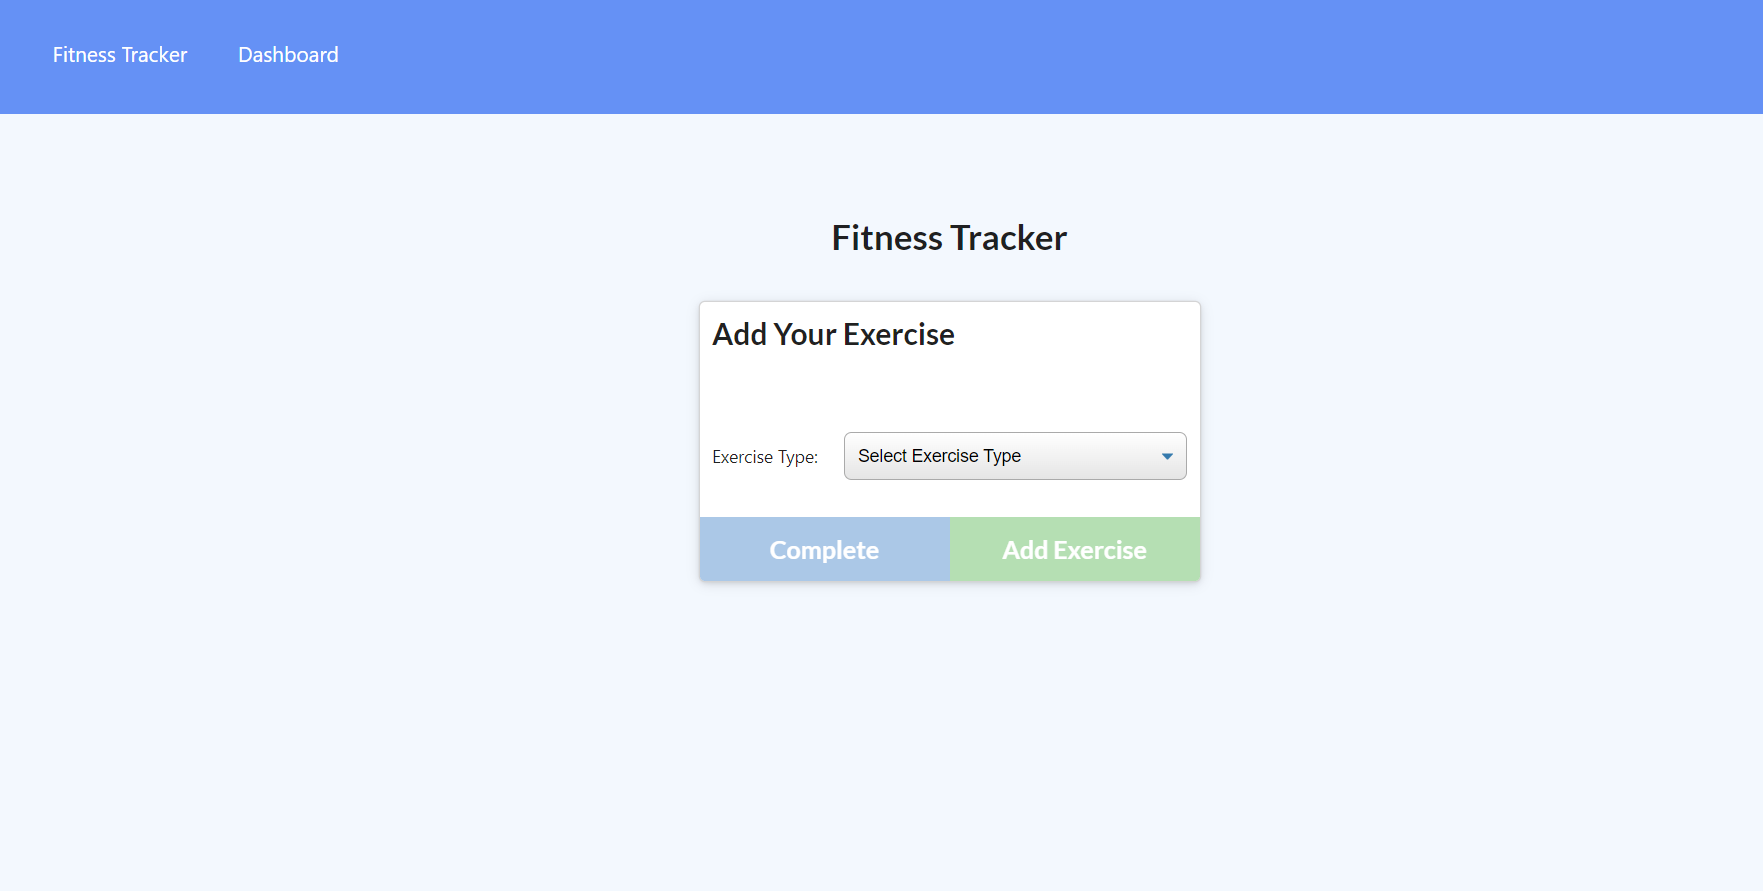 Fitness Tracker Dashboard
Fitness Tracker
Add Your Exercise
Exercise Type: Select Exercise Type
Complete Add Exercise